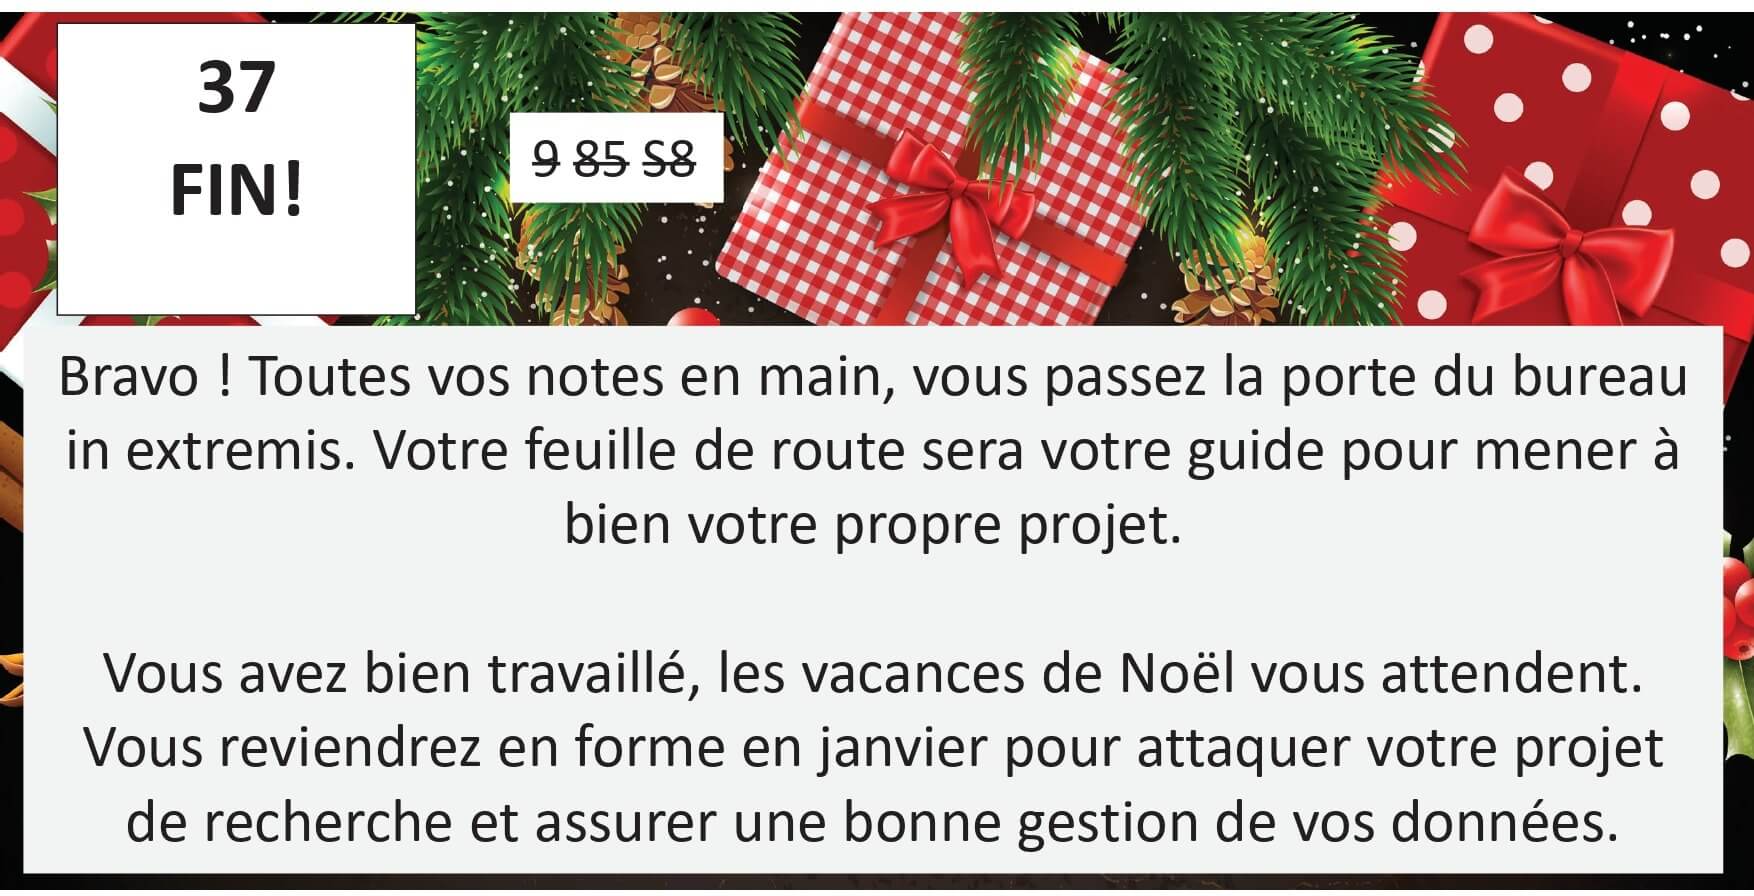 37
FIN!
9 85 S8
Bravo ! Toutes vos notes en main, vous passez la porte du bureau
in extremis. Votre feuille de route sera votre guide pour mener à
bien votre propre projet.
Vous avez bien travaillé, les vacances de Noël vous attendent.
Vous reviendrez en forme en janvier pour attaquer votre projet
de recherche et assurer une bonne gestion de vos données.